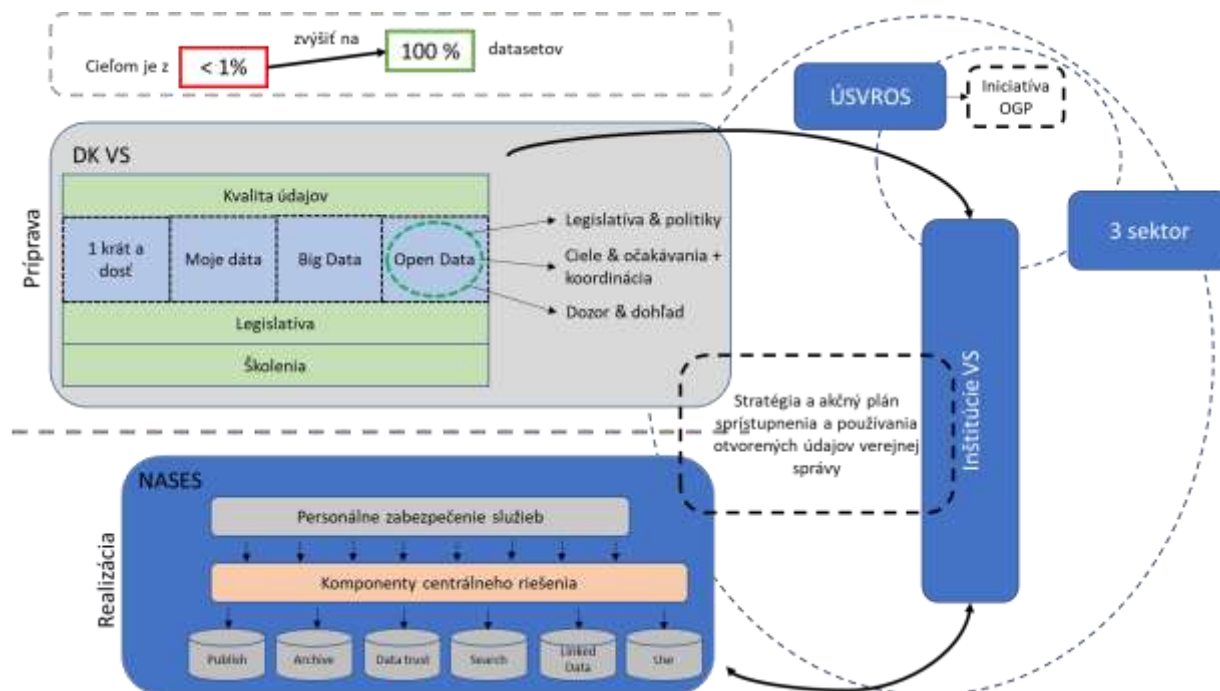 Cieľom je z
< 1%
zvýšiť na
100 %
datasetov
ÚSVROS
Iniciatíva
OGP
3 sektor
Inštitúcie VS
Príprava
DK VS
Kvalita údajov
1 krát a
dosť
Moje dáta
Big Data
Open Data
Legislatíva
Školenia
Legislatíva & politiky
Ciele & očakávania +
koordinácia
Dozor & dohľad
Stratégia a akčný plán
sprístupnenia a používania
otvorených údajov verejnej
správy
Realizácia
NASES
Personálne zabezpečenie služieb
Komponenty centrálneho riešenia
Publish
Archive
Data trust
Search
Linked
Data
Use